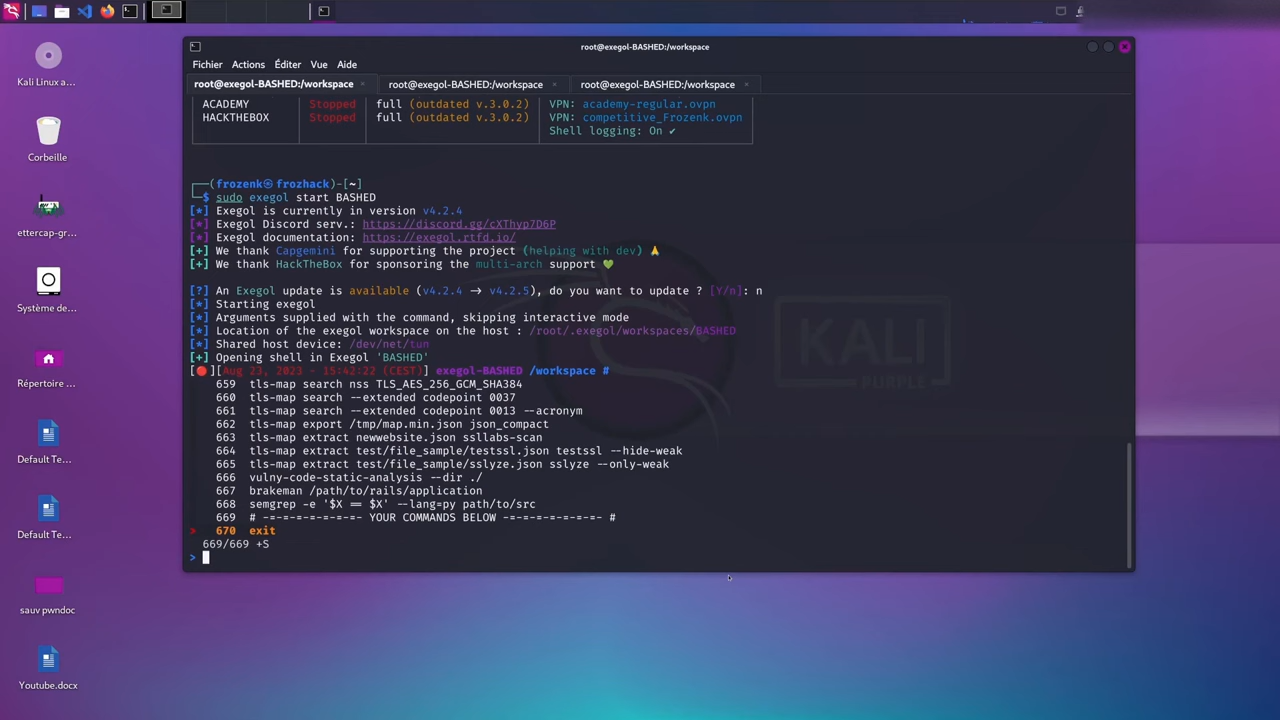 root@exegol-BASHED:/workspace
Fichier Actions Éditer Vue Aide
root@exegol-BASHED:/workspace × root@exegol-BASHED:/workspace × root@exegol-BASHED:/workspace ×
ACADEMY Stopped full (outdated v.3.0.2) VPN: academy-regular.ovpn
HACKTHEBOX Stopped full (outdated v.3.0.2) VPN: competitive_Frozenk.ovpn
Shell logging: On ✔
┌──(frozenk㉿frozhack)-[~]
└─$ sudo exegol start BASHED
[*] Exegol is currently in version v4.2.4
[*] Exegol Discord serv.: https://discord.gg/cXThyp7D6P
[*] Exegol documentation: https://exegol.rtfd.io/
[+] We thank Capgemini for supporting the project (helping with dev) 🙏
[+] We thank HackTheBox for sponsoring the multi-arch support 💚
[?] An Exegol update is available (v4.2.4 → v4.2.5), do you want to update ? [Y/n]: n
[*] Starting exegol
[*] Arguments supplied with the command, skipping interactive mode
[*] Location of the exegol workspace on the host : /root/.exegol/workspaces/BASHED
[*] Shared host device: /dev/net/tun
[+] Opening shell in Exegol 'BASHED'
[🔴][Aug 23, 2023 - 15:42:22 (CEST)] exegol-BASHED /workspace #
659 tls-map search nss TLS_AES_256_GCM_SHA384
660 tls-map search --extended codepoint 0037
661 tls-map search --extended codepoint 0013 --acronym
662 tls-map export /tmp/map.min.json json_compact
663 tls-map extract newwebsite.json ssllabs-scan
664 tls-map extract test/file_sample/testssl.json testssl --hide-weak
665 tls-map extract test/file_sample/sslyze.json sslyze --only-weak
666 vulny-code-static-analysis --dir ./
667 brakeman /path/to/rails/application
668 semgrep -e '$X == $X' --lang=py path/to/src
669 # -=-=-=-=-=-=-=- YOUR COMMANDS BELOW -=-=-=-=-=-=-=- #
> 670 exit
669/669 +S
>
KALI
PURPLE
Kali Linux a...
Corbeille
ettercap-gr...
Système de...
Répertoire ...
Default Te...
Default Te...
sauv pwndoc
Youtube.docx